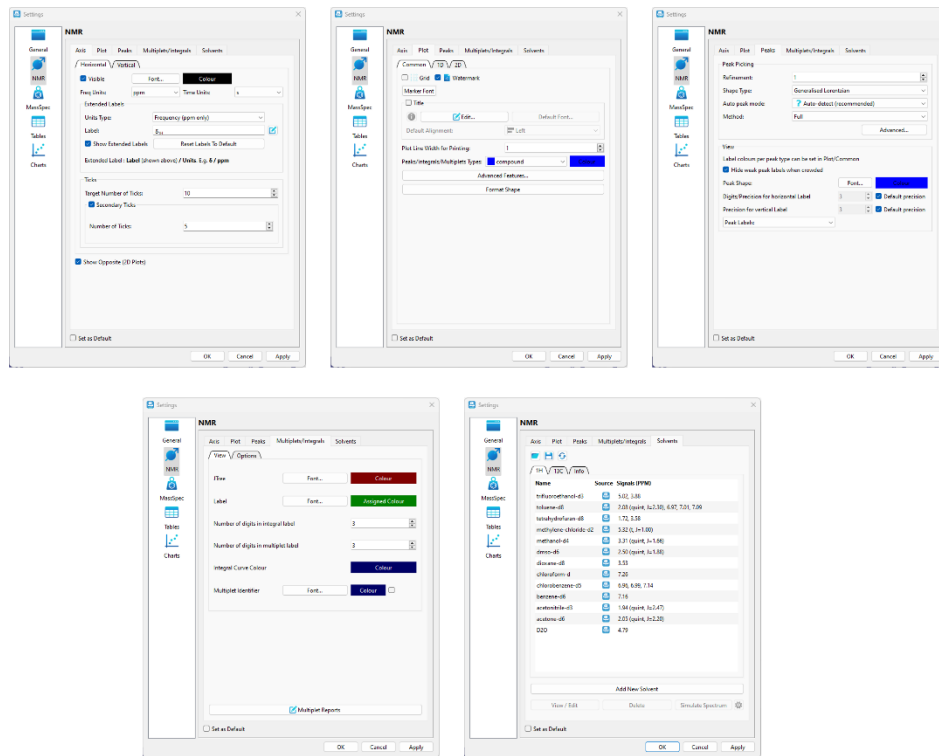 Settings
NMR
General
NMR
MassSpec
Tables
Charts
Axis Plot Peaks Multiplets/Integrals Solvents
Horizontal Vertical
Visible Font... Colour
Freq Units: ppm Time Units: s
Extended Labels
Units Type: Frequency (ppm only)
Label:
Show Extended Labels Reset Labels To Default
Extended Label : Label (shown above) / Units. E.g. δ / ppm
Ticks
Target Number of Ticks: 10
Secondary Ticks
Number of Ticks: 5
Show Opposite (2D Plots)
Set as Default
OK Cancel Apply
Settings
NMR
General
NMR
MassSpec
Tables
Charts
Axis Plot Peaks Multiplets/Integrals Solvents
Common 1D 2D
Grid Watermark
Marker Font
Title
Edit... Default Font...
Default Alignment: Left
Plot Line Width for Printing: 1
Peaks/Integrals/Multiplets Types: compound
Advanced Features...
Format Shape
Set as Default
OK Cancel Apply
Settings
NMR
General
NMR
MassSpec
Tables
Charts
Axis Plot Peaks Multiplets/Integrals Solvents
Peak Picking
Refinement: 1
Shape Type: Generalised Lorentzian
Auto peak mode: ? Auto-detect (recommended)
Method: Full
Advanced...
View
Label colours per peak type can be set in Plot/Common
Hide weak peak labels when crowded
Peak Shape: Font...
Digits/Precision for horizontal Label Default precision
Precision for vertical Label 3 Default precision
Peak Labels:
Set as Default
OK Cancel Apply
Settings
NMR
General
NMR
MassSpec
Tables
Charts
Axis Plot Peaks Multiplets/Integrals Solvents
View Options
JTree Font... Colour
Label Font... Assigned Colour
Number of digits in integral label 3
Number of digits in multiplet label 3
Integral Curve Colour Colour
Multiplet Identifier Font... Colour
Multiplet Reports
Set as Default
OK Cancel Apply
Settings
NMR
General
NMR
MassSpec
Tables
Charts
Axis Plot Peaks Multiplets/Integrals Solvents
1H 13C Info
Name Source Signals (PPM)
trifluoroethanol-d3 5.02, 3.88
toluene-d8 2.08 (quint, J=2.30), 6.97, 7.01, 7.09
tetrahydrofuran-d8 1.72, 3.58
methylene-chloride-d2 5.32 (t, J=1.00)
methanol-d4 3.31 (quint, J=1.66)
dmso-d6 2.50 (quint, J=1.88)
dioxane-d8 3.53
chloroform-d 7.26
chlorobenzene-d5 6.96, 6.99, 7.14
benzene-d6 7.16
acetonitrile-d3 1.94 (quint, J=2.47)
acetone-d6 2.05 (quint, J=2.20)
D2O 4.79
Add New Solvent
View / Edit Delete Simulate Spectrum
Set as Default
OK Cancel Apply